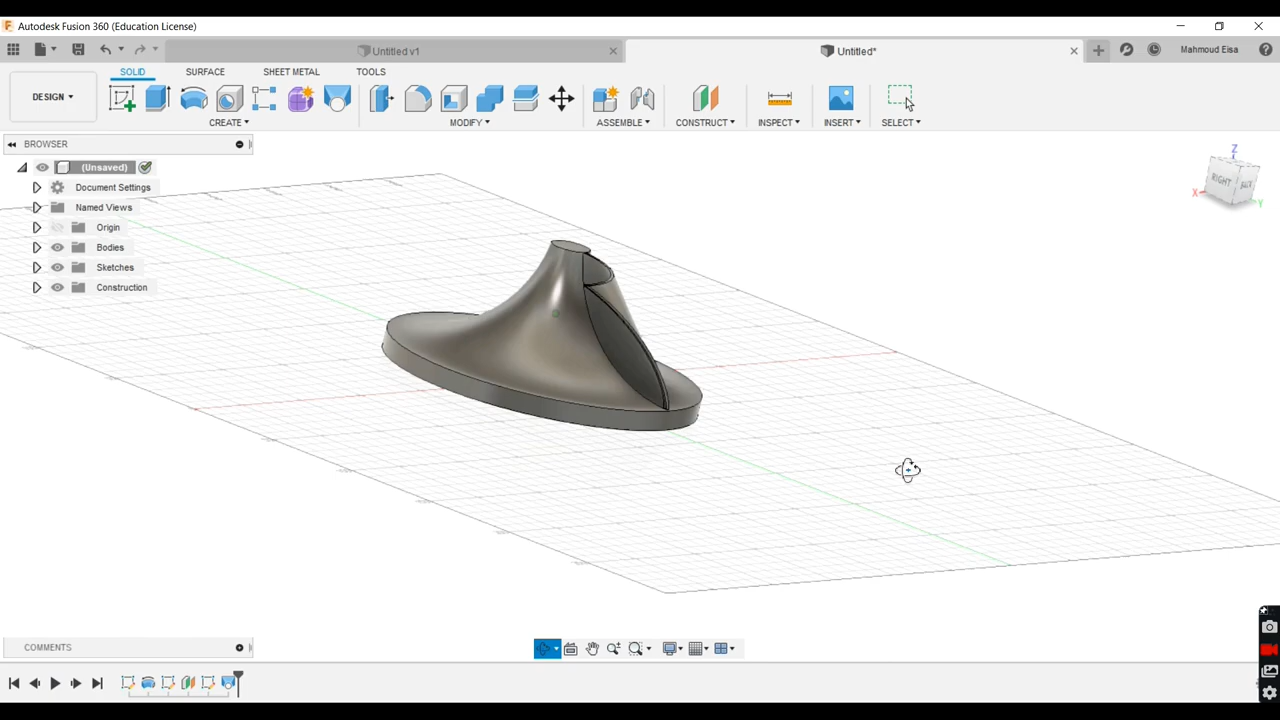 Autodesk Fusion 360 (Education License)
Untitled v1
Untitled*
Mahmoud Eisa
SOLID SURFACE SHEET METAL TOOLS
DESIGN
CREATE MODIFY ASSEMBLE CONSTRUCT INSPECT INSERT SELECT
BROWSER
(Unsaved)
Document Settings
Named Views
Origin
Bodies
Sketches
Construction
Z
RIGHT
X
Y
COMMENTS